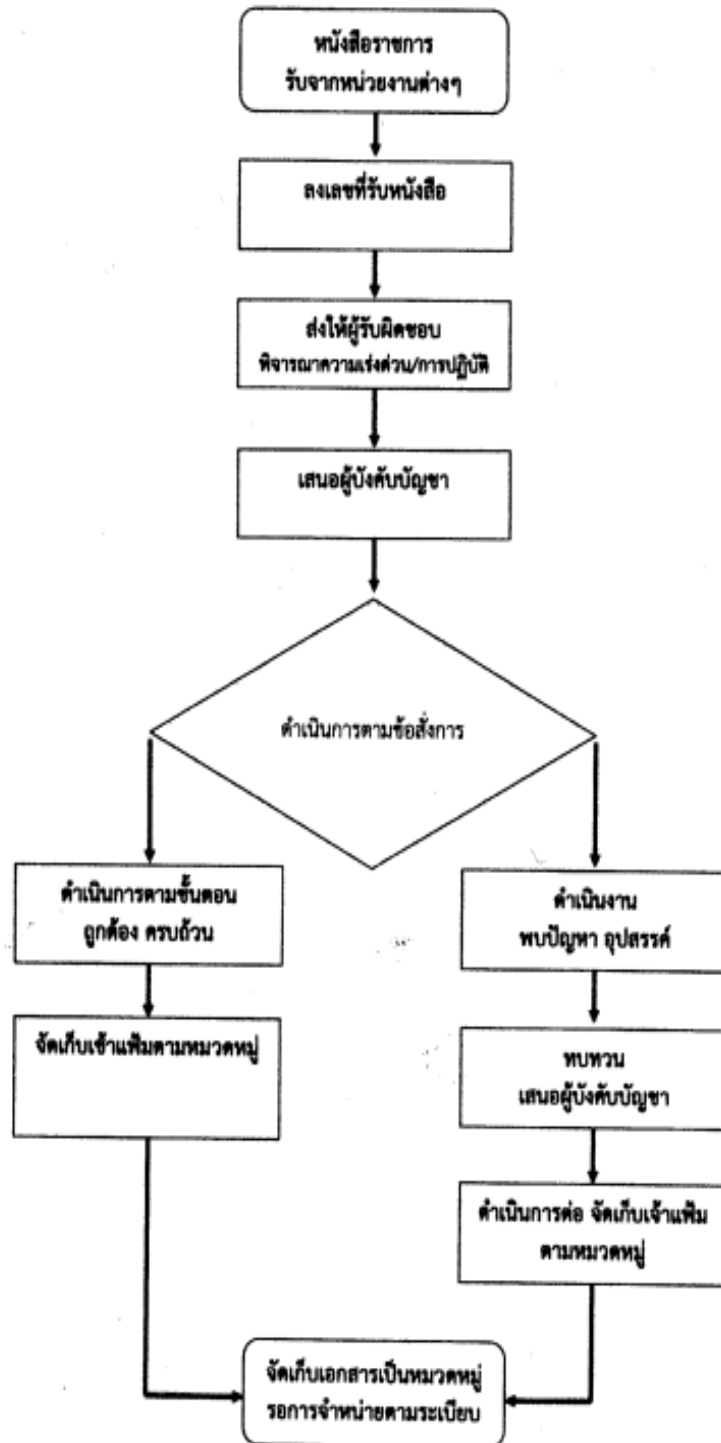 หนังสือราชการ
รับจากหน่วยงานต่างๆ
ลงเลขที่รับหนังสือ
ส่งให้ผู้รับผิดชอบ
พิจารณาความเร่งด่วน/การปฏิบัติ
เสนอผู้บังคับบัญชา
ดำเนินการตามข้อสั่งการ
ดำเนินการตามขั้นตอน
ถูกต้อง ครบถ้วน
จัดเก็บเข้าแฟ้มตามหมวดหมู่
ดำเนินงาน
พบปัญหา อุปสรรค์
ทบทวน
เสนอผู้บังคับบัญชา
ดำเนินการต่อ จัดเก็บเจ้าแฟ้ม
ตามหมวดหมู่
จัดเก็บเอกสารเป็นหมวดหมู่
รอการจำหน่ายตามระเบียบ